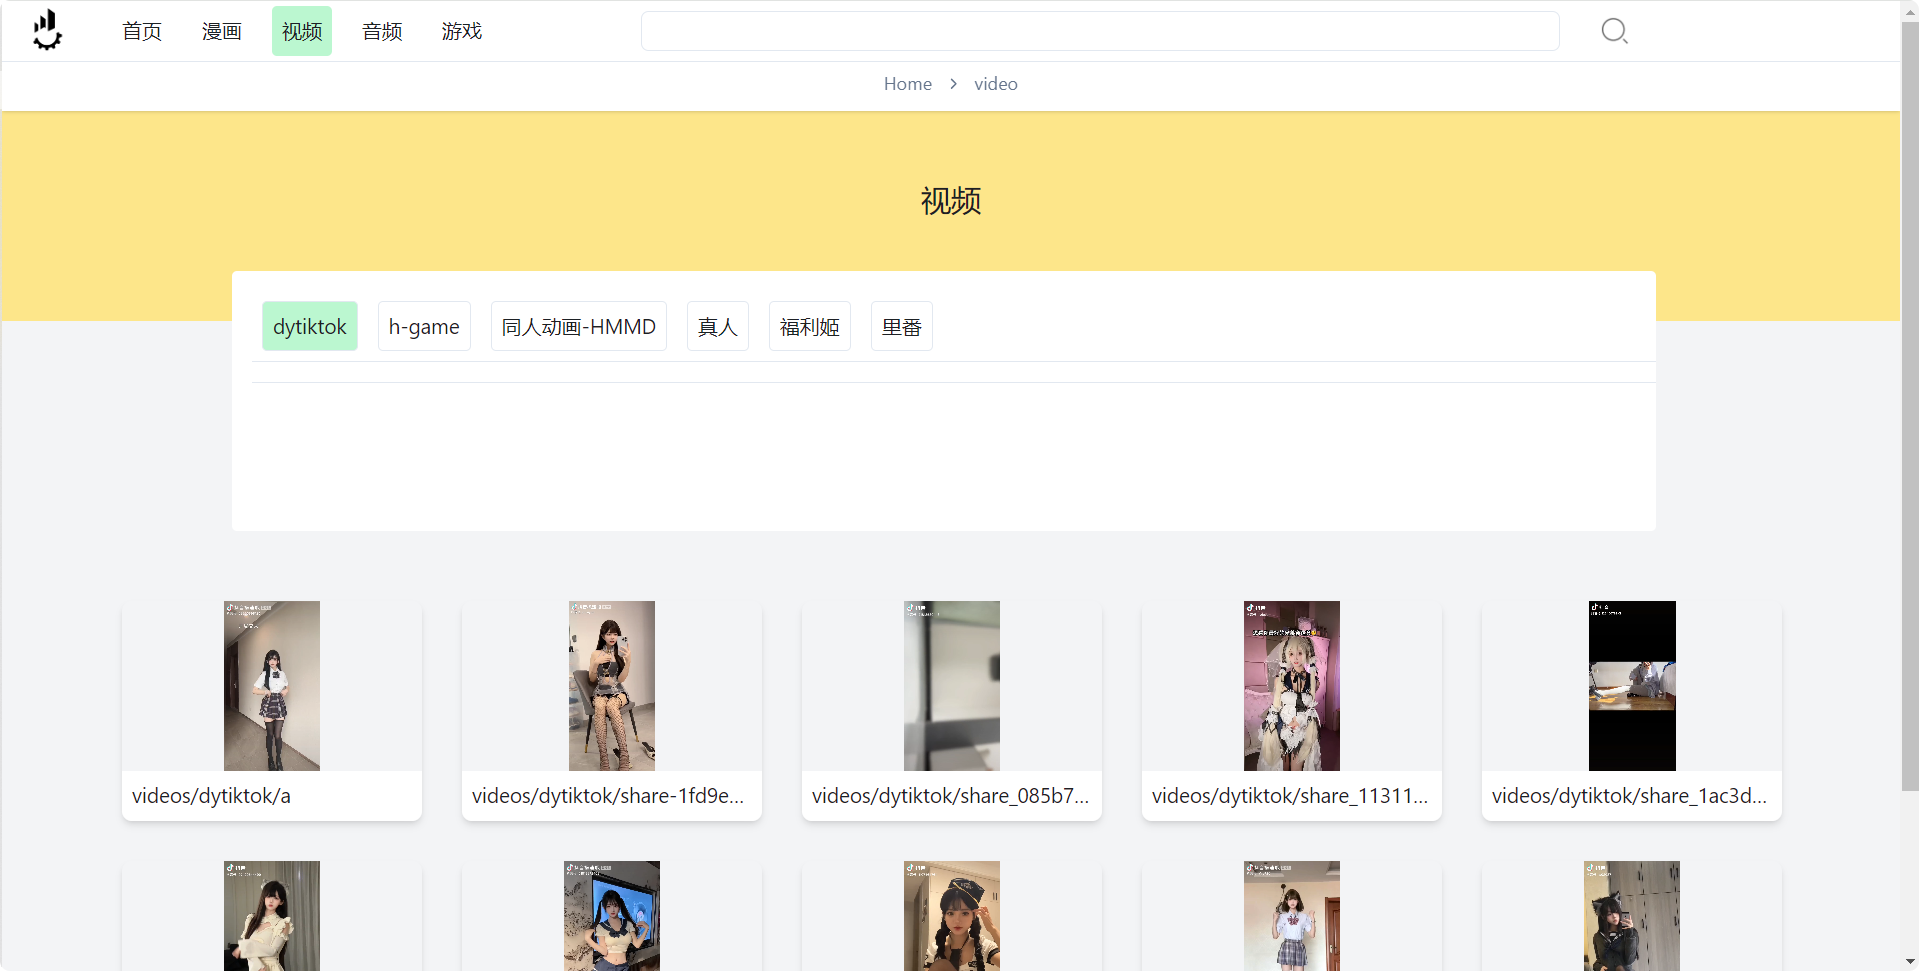 首页 漫画 视频 音频 游戏
Home > video
视频
dytiktok h-game 同人动画-HMMD 真人 福利姬 里番
videos/dytiktok/a
videos/dytiktok/share-1fd9e...
videos/dytiktok/share_085b7...
videos/dytiktok/share_11311...
videos/dytiktok/share_1ac3d...